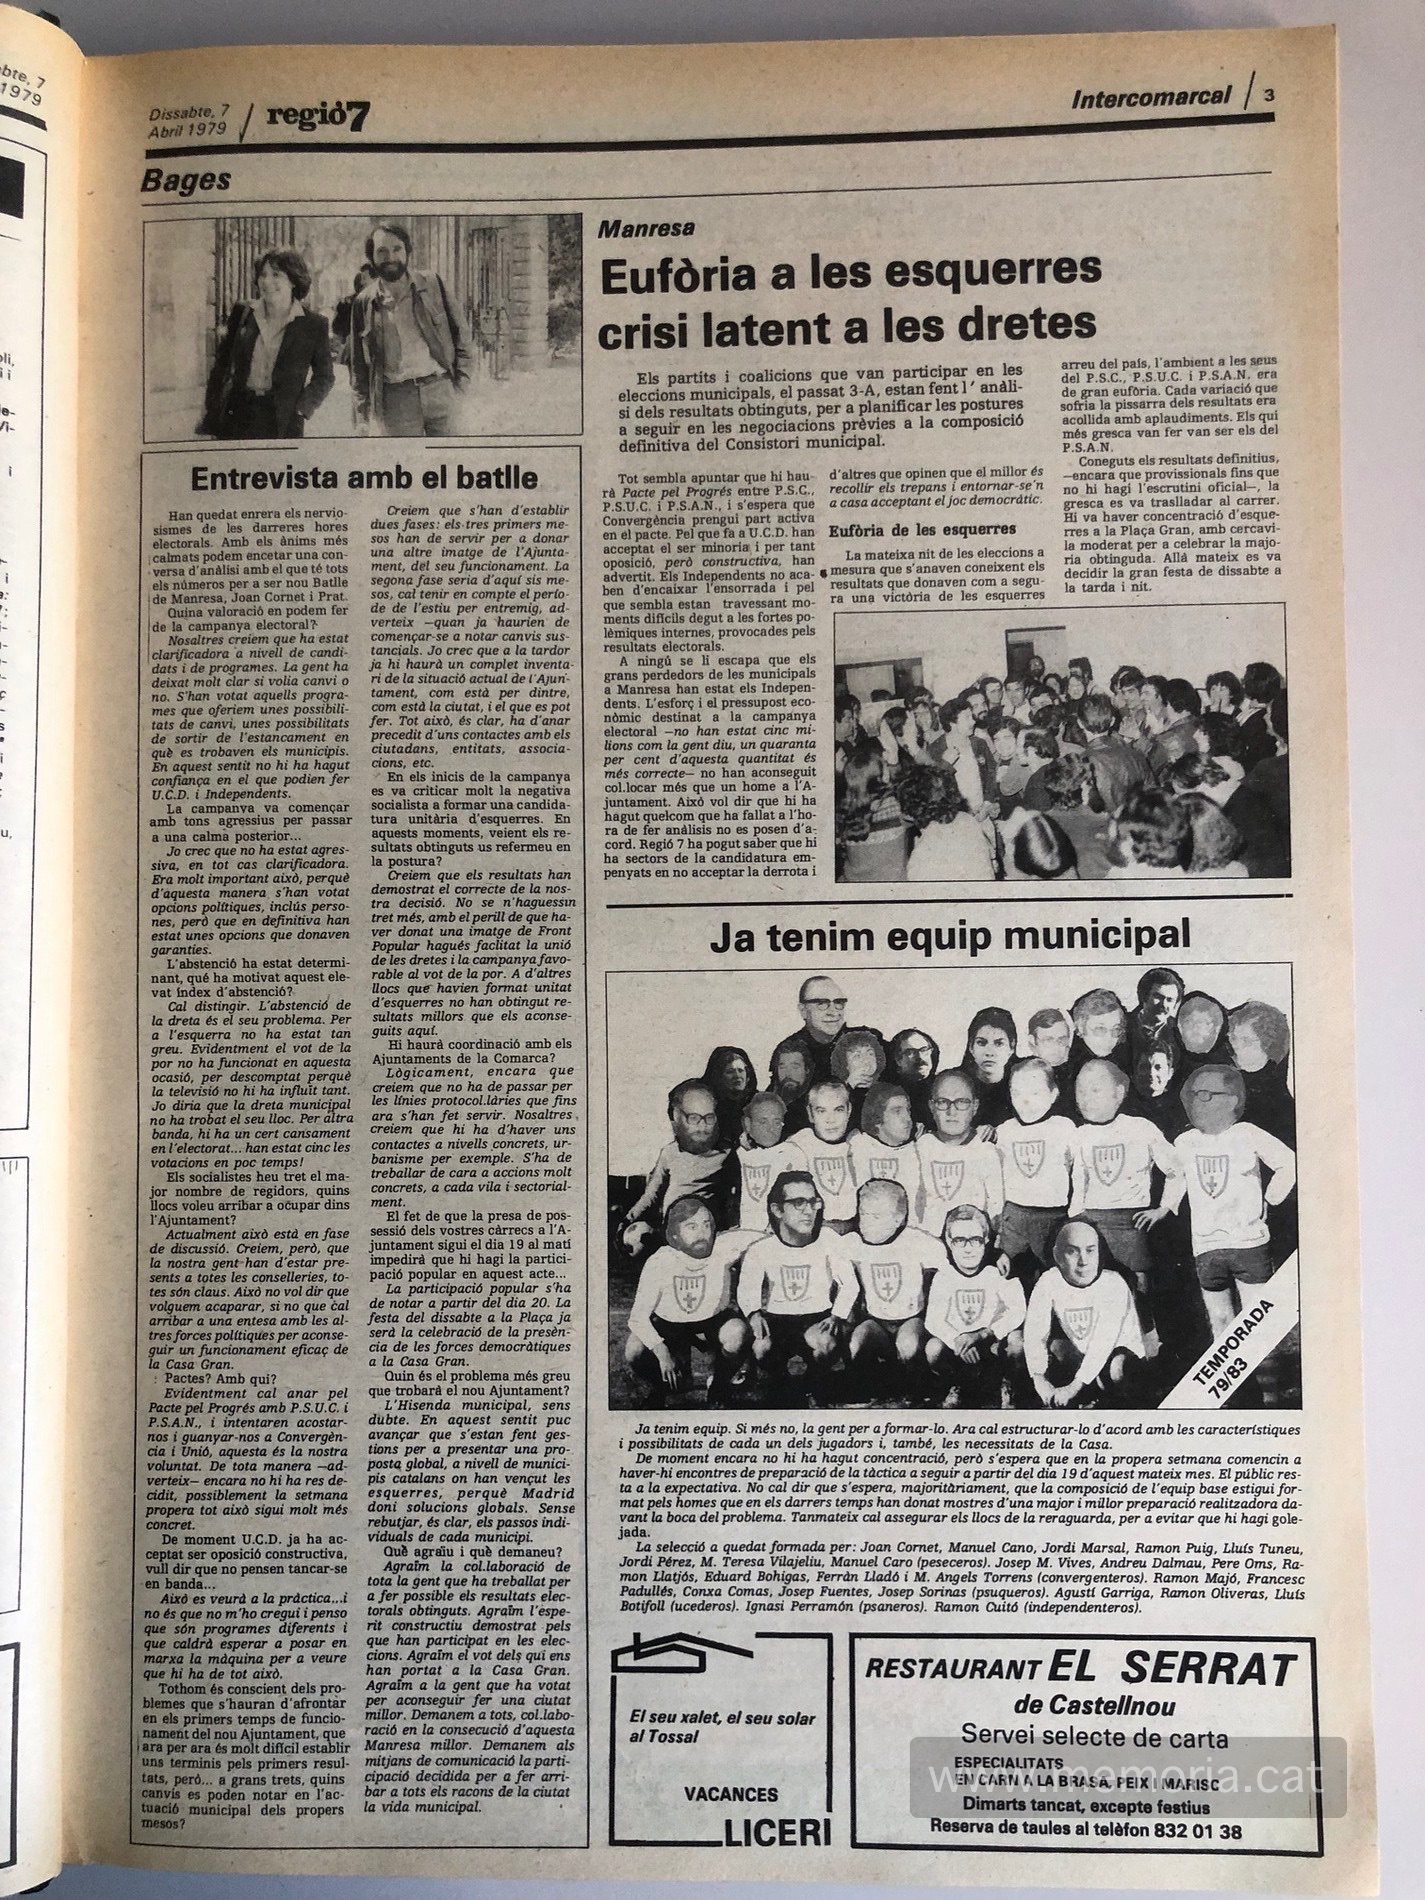 Dissabte, 7
Abril 1979
regió7
Intercomarcal
3
Bages
Entrevista amb el batlle
Han quedat enrera els nervio-
sismes de les darreres hores
electorals. Amb els ànims més
calmats podem encetar una con-
versa d'anàlisi amb el que té tots
els números per a ser nou Batlle
de Manresa, Joan Cornet i Prat.
Quina valoració en podem fer
de la campanya electoral?
Nosaltres creiem que ha estat
clarificadora a nivell de candi-
dats i de programes. La gent ha
deixat molt clar si volia canvi o
no. S'han votat aquells progra-
mes que oferiem unes possibili-
tats de canvi, unes possibilitats
de sortir de l'estancament en
què es trobaven els municipis.
En aquest sentit no hi ha hagut
confiança en el que podien fer
U.C.D. i Independents.
La campanya va començar
amb tons agressius per passar
a una calma posterior...
Jo crec que no ha estat agres-
siva, en tot cas clarificadora.
Era molt important això, perquè
d'aquesta manera s'han votat
opcions polítiques, inclús perso-
nes, però que en definitiva han
estat unes opcions que donaven
garanties.
L'abstenció ha estat determi-
nant, qué ha motivat aquest ele-
vat índex d'abstenció?
Cal distingir. L'abstenció de
la dreta és el seu problema. Per
a l'esquerra no ha estat tan
greu. Evidentment el vot de la
por no ha funcionat en aquesta
ocasió, per descomptat perquè
la televisió no hi ha influït tant.
Jo diria que la dreta municipal
no ha trobat el seu lloc. Per altra
banda, hi ha un cert cansament
en l'electorat... han estat cinc les
votacions en poc temps!
Els socialistes heu tret el ma-
jor nombre de regidors, quins
llocs voleu arribar a ocupar dins
l'Ajuntament?
Actualment això està en fase
de discussió. Creiem, però, que
la nostra gent han d'estar pre-
sents a totes les conselleries, to-
tes són claus. Això no vol dir que
volguem acaparar, si no que cal
arribar a una entesa amb les al-
tres forces polítiques per aconse-
guir un funcionament eficaç de
la Casa Gran.
Pactes? Amb qui?
Evidentment cal anar pel
Pacte pel Progrés amb P.S.U.C. i
P.S.A.N., i intentaren acostar-
nos i guanyar-nos a Convergèn-
cia i Unió, aquesta és la nostra
voluntat. De tota manera —ad-
verteix— encara no hi ha res de-
cidit, possiblement la setmana
propera tot això sigui molt més
concret.
De moment U.C.D. ja ha ac-
ceptat ser oposició constructiva,
vull dir que no pensen tancar-se
en banda...
Això es veurà a la pràctica...i
no és que no m'ho cregui i penso
que són programes diferents i
que caldrà esperar a posar en
marxa la màquina per a veure
que hi ha de tot això.
Tothom és conscient dels pro-
blemes que s'hauran d'afrontar
en els primers temps de funcio-
nament del nou Ajuntament, que
ara per ara és molt difícil establir
uns terminis pels primers resul-
tats, però... a grans trets, quins
canvis es poden notar en l'ac-
tuació municipal dels propers
mesos?
Creiem que s'han d'establir
dues fases: els tres primers me-
sos han de servir per a donar
una altre imatge de l'Ajunta-
ment, del seu funcionament. La
segona fase seria d'aquí sis me-
sos, cal tenir en compte el perío-
de de l'estiu per entremig, ad-
verteix —quan ja haurien de
començar-se a notar canvis sus-
tancials. Jo crec que a la tardor
ja hi haurà un complet inventa-
ri de la situació actual de l'Ajun-
tament, com està per dintre,
com està la ciutat, i el que es pot
fer. Tot això, és clar, ha d'anar
precedit d'uns contactes amb els
ciutadans, entitats, associa-
cions, etc.
En els inicis de la campanya
es va criticar molt la negativa
socialista a formar una candida-
tura unitària d'esquerres. En
aquests moments, veient els re-
sultats obtinguts us refermeu en
la postura?
Creiem que els resultats han
demostrat el correcte de la nos-
tra decisió. No se n'haguessin
tret més, amb el perill de que ha-
ver donat una imatge de Front
Popular hagués faclitat la unió
de les dretes i la campanya favo-
rable al vot de la por. A d'altres
llocs que havien format unitat
d'esquerres no han obtingut re-
sultats millors que els aconse-
guits aquí.
Hi haurà coordinació amb els
Ajuntaments de la Comarca?
Lògicament, encara que
creiem que no ha de passar per
les línies protocol.làries que fins
ara s'han fet servir. Nosaltres
creiem que hi ha d'haver uns
contactes a nivells concrets, ur-
banisme per exemple. S'ha de
treballar de cara a accions molt
concrets, a cada vila i sectorial-
ment.
El fet de que la presa de pos-
sessió dels vostres càrrecs a l'A-
juntament sigui el dia 19 al matí
impedirà que hi hagi la partici-
pació popular en aquest acte...
La participació popular s'ha
de notar a partir del dia 20. La
festa del dissabte a la Plaça ja
serà la celebració de la presèn-
cia de les forces democràtiques
a la Casa Gran.
Quin és el problema més greu
que trobarà el nou Ajuntament?
L'Hisenda municipal, sens
dubte. En aquest sentit puc
avançar que s'estan fent ges-
tions per a presentar una pro-
posta global, a nivell de munici-
pis catalans on han vençut les
esquerres, perquè Madrid
doni solucions globals. Sense
rebutjar, és clar, els passos indi-
viduals de cada municipi.
Què agraïu i què demaneu?
Agraïm la col.laboració de
tota la gent que ha treballat per
a fer possible els resultats elec-
torals obtinguts. Agraïm l'espe-
rit constructiu demostrat pels
que han participat en les elec-
cions. Agraïm el vot dels qui ens
han portat a la Casa Gran.
Agraïm a la gent que ha votat
per aconseguir fer una ciutat
millor. Demanem a tots, col.labo-
ració en la consecució d'aquesta
Manresa millor. Demanem als
mitjans de comunicació la parti-
cipació decidida per a fer arri-
bar a tots els racons de la ciutat
la vida municipal.
Manresa
Eufòria a les esquerres
crisi latent a les dretes
Els partits i coalicions que van participar en les
eleccions municipals, el passat 3-A, estan fent l' anàli-
si dels resultats obtinguts, per a planificar les postures
a seguir en les negociacions prèvies a la composició
definitiva del Consistori municipal.
Tot sembla apuntar que hi hau-
rà Pacte pel Progrés entre P.S.C.,
P.S.U.C. i P.S.A.N., i s'espera que
Convergència prengui part activa
en el pacte. Pel que fa a U.C.D. han
acceptat el ser minoria i per tant
oposició, però constructiva, han
advertit. Els Independents no aca-
ben d'encaixar l'ensorrada i pel
que sembla estan travessant mo-
ments difícils degut a les fortes po-
lèmiques internes, provocades pels
resultats electorals.
A ningú se li escapa que els
grans perdedors de les municipals
a Manresa han estat els Indepen-
dents. L'esforç i el pressupost eco-
nòmic destinat a la campanya
electoral —no han estat cinc mi-
lions com la gent diu, un quaranta
per cent d'aquesta quantitat és
més correcte— no han aconseguit
col.locar més que un home a l'A-
juntament. Això vol dir que hi ha
hagut quelcom que ha fallat a l'ho-
ra de fer anàlisis no es posen d'a-
cord. Regió 7 ha pogut saber que hi
ha sectors de la candidatura em-
penyats en no acceptar la derrota i
d'altres que opinen que el millor és
recollir els trepans i entornar-se'n
a casa acceptant el joc democràtic.
Eufòria de les esquerres
La mateixa nit de les eleccions a
mesura que s'anaven coneixent els
resultats que donaven com a segu-
ra una victòria de les esquerres
arreu del país, l'ambient a les seus
del P.S.C., P.S.U.C. i P.S.A.N. era
de gran eufòria. Cada variació que
sofria la pissarra dels resultats era
acollida amb aplaudiments. Els qui
més gresca van fer van ser els del
P.S.A.N.
Coneguts els resultats definitius,
—encara que provisionals fins que
no hi hagi l'escrutini oficial—, la
gresca es va traslladar al carrer.
Hi va haver concentració d'esque-
rres a la Plaça Gran, amb cercavi-
la moderat per a celebrar la majo-
ria obtinguda. Allà mateix es va
decidir la gran festa de dissabte a
la tarda i nit.
Ja tenim equip municipal
TEMPORADA
79/83
Ja tenim equip. Si més no, la gent per a formar-lo. Ara cal estructurar-lo d'acord amb les característiques
i possibilitats de cada un dels jugadors i, també, les necessitats de la Casa.
De moment encara no hi ha hagut concentració, però s'espera que en la propera setmana comencin a
haver-hi encontres de preparació de la tàctica a seguir a partir del dia 19 d'aquest mateix mes. El públic res-
ta a la expectativa. No cal dir que s'espera, majoritàriament, que la composició de l'equip base estigui for-
mat pels homes que en els darrers temps han donat mostres d'una major i millor preparació realitzadora da-
vant la boca del problema. Tanmateix cal assegurar els llocs de la reraguarda, per a evitar que hi hagi gole-
jada.
La selecció a quedat formada per: Joan Cornet, Manuel Cano, Jordi Marsal, Ramon Puig, Lluís Tuneu,
Jordi Pérez, M. Teresa Vilajeliu, Manuel Caro (peseceros). Josep M. Vives, Andreu Dalmau, Pere Oms, Ra-
mon Llatjós, Eduard Bohigas, Ferràn Lladó i M. Angels Torrens (convergenteros). Ramon Majó, Francesc
Padullés, Conxa Comas, Josep Fuentes, Josep Sorinas (psuqueros). Agustí Garriga, Ramon Oliveras, Lluís
Botifoll (ucederos). Ignasi Perramón (psaneros). Ramon Cuitó (independenteros).
El seu xalet, el seu solar
al Tossal
VACANCES
LICERI
RESTAURANT EL SERRAT
de Castellnou
Servei selecte de carta
ESPECIALITATS
EN CARN A LA BRASA, PEIX I MARISC
Dimarts tancat, excepte festius
Reserva de taules al telèfon 832 01 38
www.memoria.cat